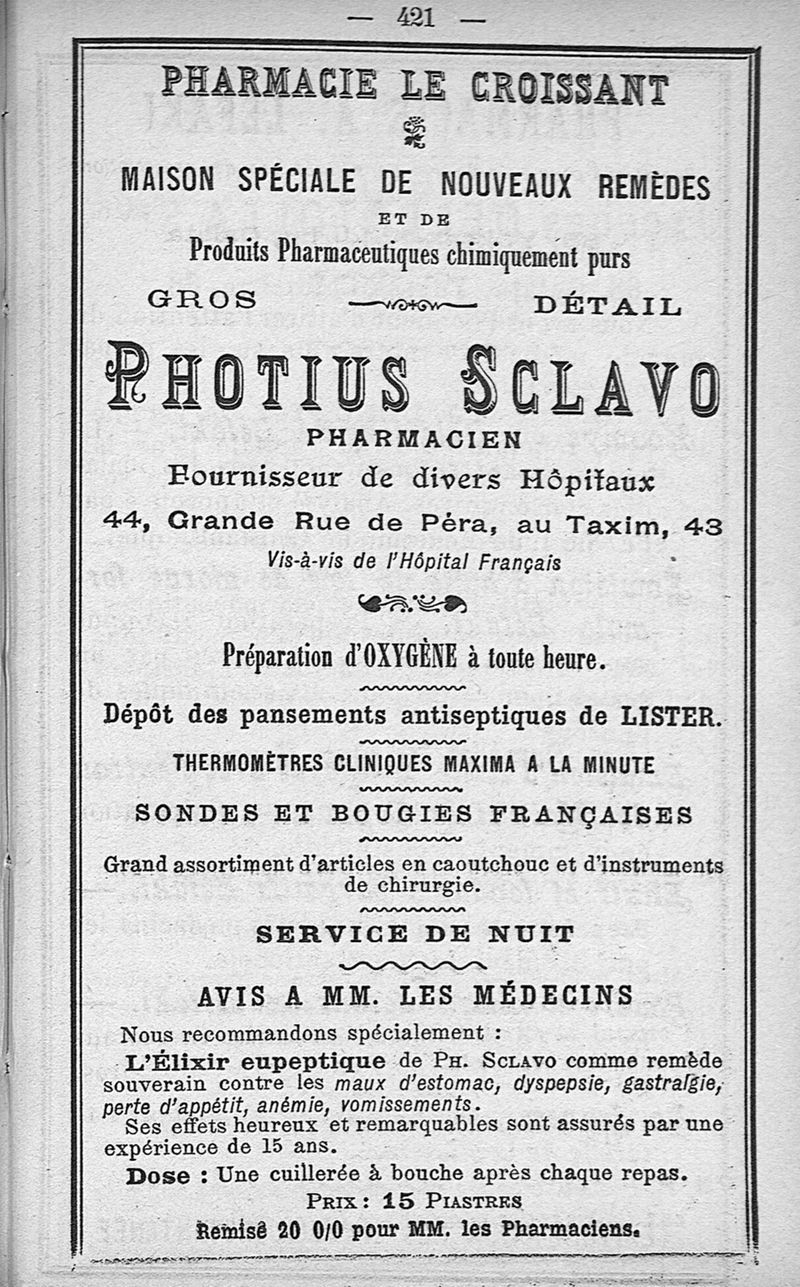 — 421 —
PHARMACIE LE CROISSANT
MAISON SPÉCIALE DE NOUVEAUX REMÈDES
ET DE
Produits Pharmaceutiques chimiquement purs
GROS DÉTAIL
PHOTIUS SCLAVO
PHARMACIEN
Fournisseur de divers Hôpitaux
44, Grande Rue de Péra, au Taxim, 43
Vis-à-vis de l'Hôpital Français
Préparation d'OXYGÈNE à toute heure.
Dépôt des pansements antiseptiques de LISTER.
THERMOMÈTRES CLINIQUES MAXIMA A LA MINUTE
SONDES ET BOUGIES FRANÇAISES
Grand assortiment d'articles en caoutchouc et d'instruments
de chirurgie.
SERVICE DE NUIT
AVIS A MM. LES MÉDECINS
Nous recommandons spécialement :
L'Élixir eupeptique de PH. SCLAVO comme remède
souverain contre les maux d'estomac, dyspepsie, gastralgie,
perte d'appétit, anémie, vomissements.
Ses effets heureux et remarquables sont assurés par une
expérience de 15 ans.
Dose : Une cuillerée à bouche après chaque repas.
PRIX : 15 PIASTRES
Remise 20 0/0 pour MM. les Pharmaciens.